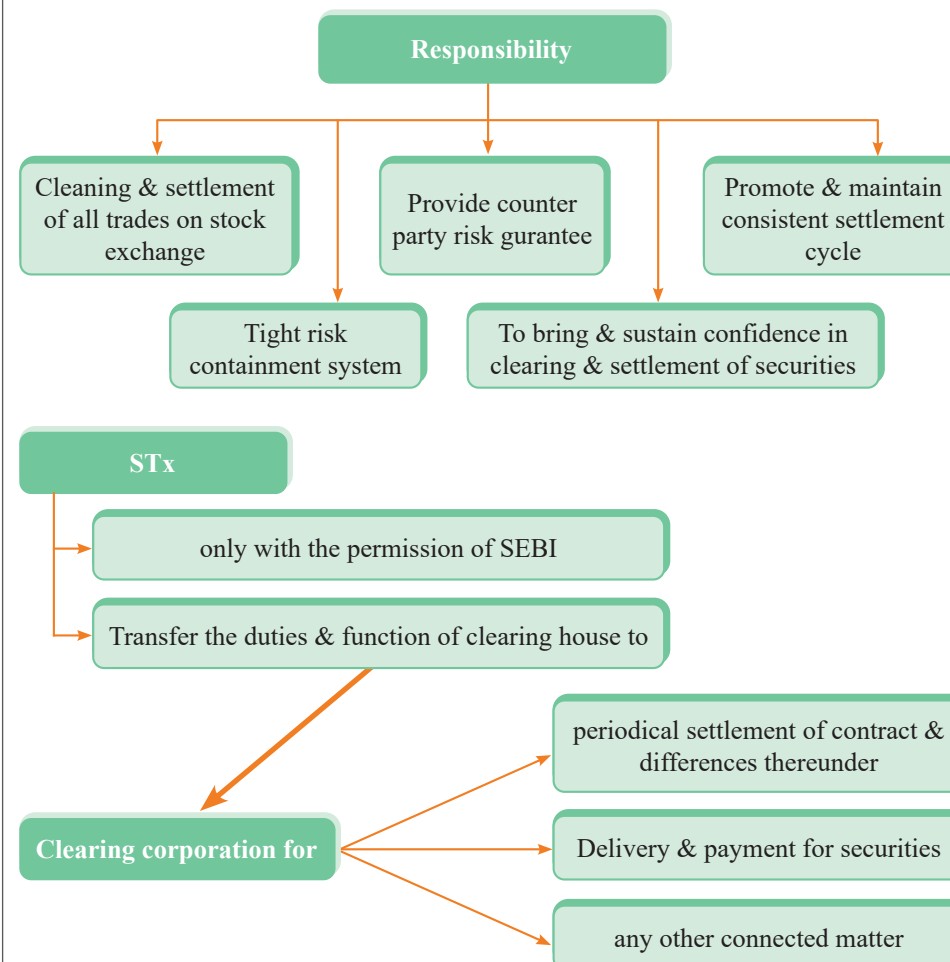 Responsibility
Cleaning & settlement
of all trades on stock
exchange
Provide counter
party risk gurantee
Promote & maintain
consistent settlement
cycle
Tight risk
containment system
To bring & sustain confidence in
clearing & settlement of securities
STx
only with the permission of SEBI
Transfer the duties & function of clearing house to
periodical settlement of contract &
differences thereunder
Clearing corporation for
Delivery & payment for securities
any other connected matter